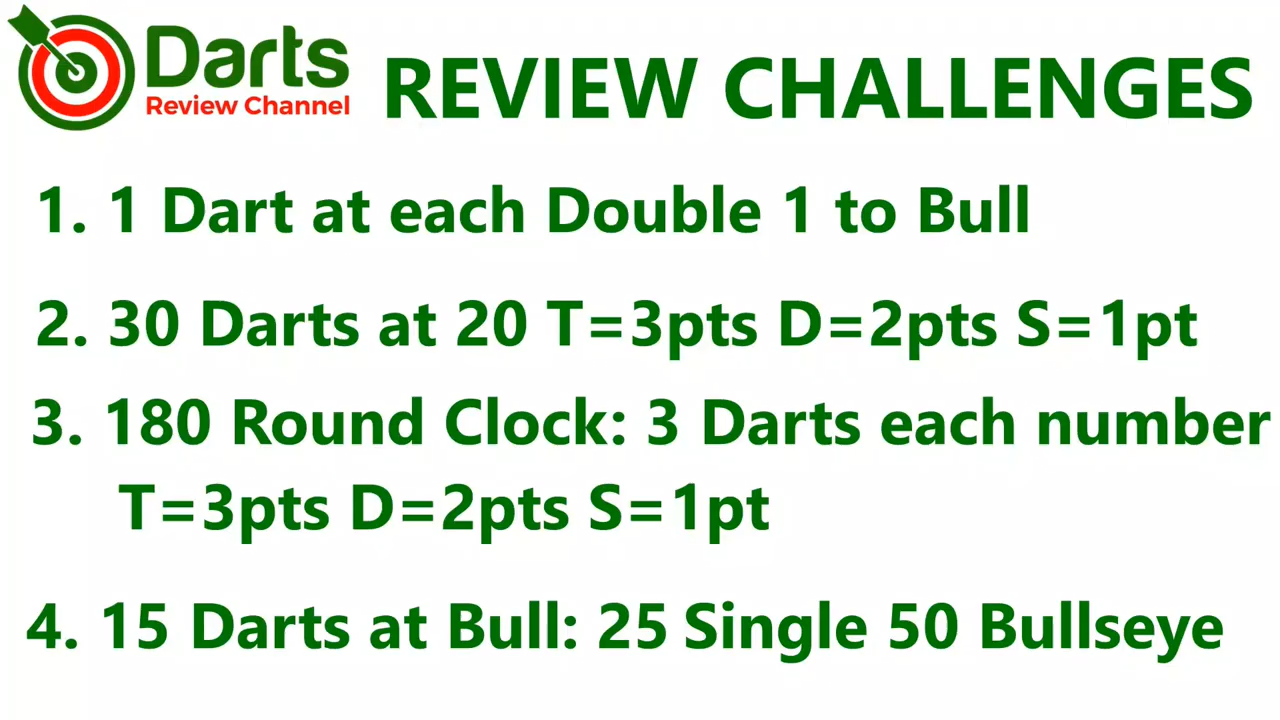 Darts
Review Channel
REVIEW CHALLENGES
1. 1 Dart at each Double 1 to Bull
2. 30 Darts at 20 T=3pts D=2pts S=1pt
3. 180 Round Clock: 3 Darts each number
T=3pts D=2pts S=1pt
4. 15 Darts at Bull: 25 Single 50 Bullseye